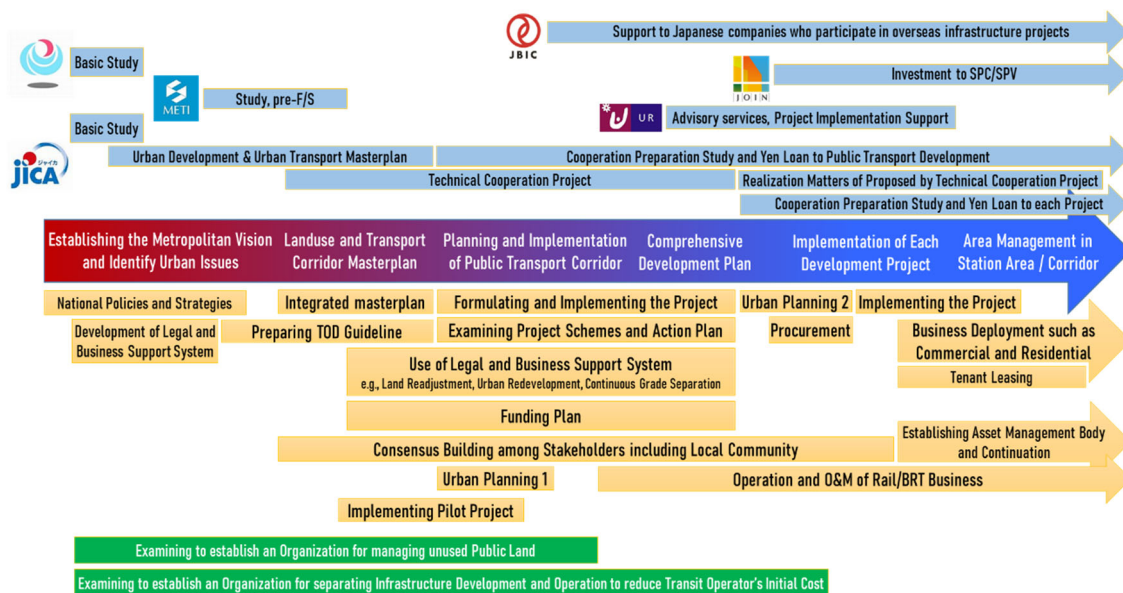 Support to Japanese companies who participate in overseas infrastructure projects
JBIC
Basic Study
Investment to SPC/SPV
JOIN
METI
Study, pre-F/S
Basic Study
UR
Advisory services, Project Implementation Support
ジャイカ
JICA
Urban Development & Urban Transport Masterplan
Cooperation Preparation Study and Yen Loan to Public Transport Development
Technical Cooperation Project
Realization Matters of Proposed by Technical Cooperation Project
Cooperation Preparation Study and Yen Loan to each Project
Establishing the Metropolitan Vision
and Identify Urban Issues
Landuse and Transport
Corridor Masterplan
Planning and Implementation
of Public Transport Corridor
Comprehensive
Development Plan
Implementation of Each
Development Project
Area Management in
Station Area / Corridor
National Policies and Strategies
Integrated masterplan
Formulating and Implementing the Project
Urban Planning 2
Implementing the Project
Development of Legal and
Business Support System
Preparing TOD Guideline
Examining Project Schemes and Action Plan
Procurement
Business Deployment such as
Commercial and Residential
Use of Legal and Business Support System
e.g., Land Readjustment, Urban Redevelopment, Continuous Grade Separation
Tenant Leasing
Funding Plan
Consensus Building among Stakeholders including Local Community
Establishing Asset Management Body
and Continuation
Urban Planning 1
Operation and O&M of Rail/BRT Business
Implementing Pilot Project
Examining to establish an Organization for managing unused Public Land
Examining to establish an Organization for separating Infrastructure Development and Operation to reduce Transit Operator's Initial Cost